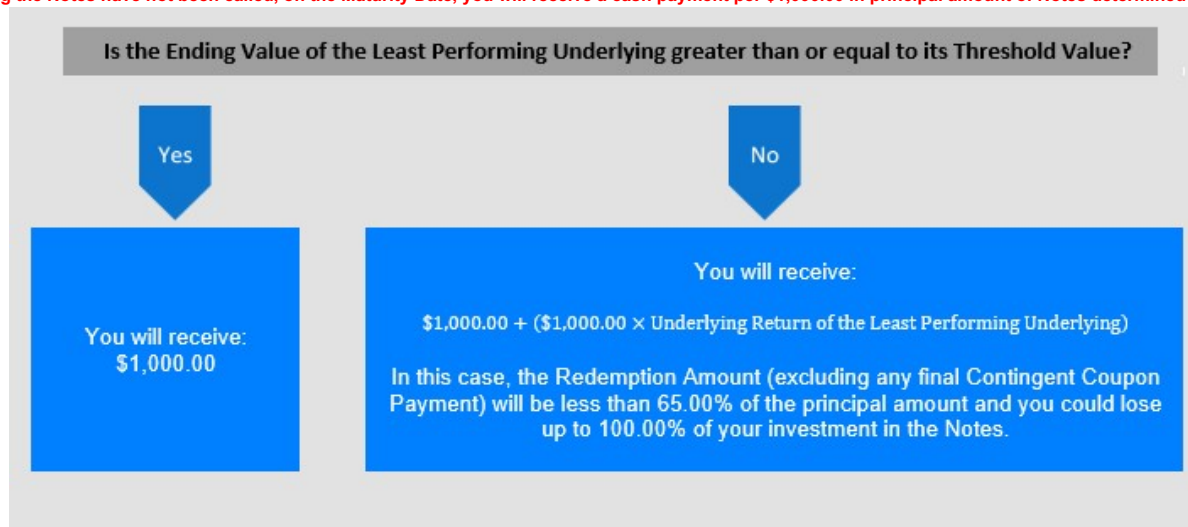 g the Notes have not been called, on the Maturity Date, you will receive a cash payment per $1,000.00 in principal amount of Notes determined
Is the Ending Value of the Least Performing Underlying greater than or equal to its Threshold Value?
Yes
No
You will receive:
$1,000.00
You will receive:
$1,000.00 + ($1,000.00 × Underlying Return of the Least Performing Underlying)
In this case, the Redemption Amount (excluding any final Contingent Coupon
Payment) will be less than 65.00% of the principal amount and you could lose
up to 100.00% of your investment in the Notes.